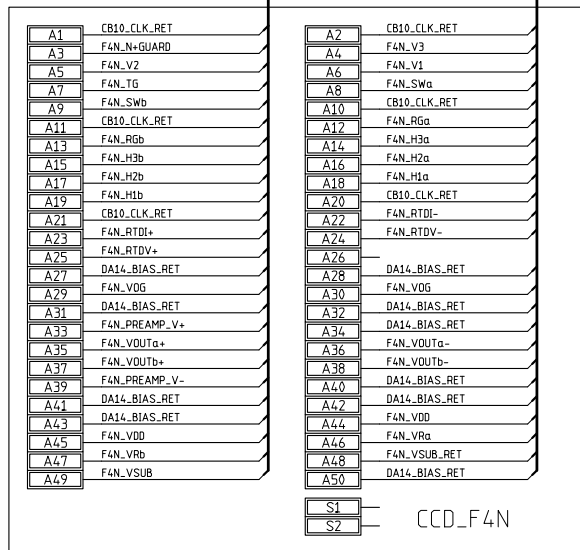 A1 CB10_CLK_RET
A3 F4N_N+GUARD
A5 F4N_V2
A7 F4N_TG
A9 F4N_SWb
A11 CB10_CLK_RET
A13 F4N_RGb
A15 F4N_H3b
A17 F4N_H2b
A19 F4N_H1b
A21 CB10_CLK_RET
A23 F4N_RTDI+
A25 F4N_RTDV+
A27 DA14_BIAS_RET
A29 F4N_VOG
A31 DA14_BIAS_RET
A33 F4N_PREAMP_V+
A35 F4N_VOUTa+
A37 F4N_VOUTb+
A39 F4N_PREAMP_V-
A41 DA14_BIAS_RET
A43 DA14_BIAS_RET
A45 F4N_VDD
A47 F4N_VRb
A49 F4N_VSUB
A2 CB10_CLK_RET
A4 F4N_V3
A6 F4N_V1
A8 F4N_SWa
A10 CB10_CLK_RET
A12 F4N_RGa
A14 F4N_H3a
A16 F4N_H2a
A18 F4N_H1a
A20 CB10_CLK_RET
A22 F4N_RTDI-
A24 F4N_RTDV-
A26
A28 DA14_BIAS_RET
A30 F4N_VOG
A32 DA14_BIAS_RET
A34 DA14_BIAS_RET
A36 F4N_VOUTa-
A38 F4N_VOUTb-
A40 DA14_BIAS_RET
A42 DA14_BIAS_RET
A44 F4N_VDD
A46 F4N_VRa
A48 F4N_VSUB_RET
A50 DA14_BIAS_RET
S1
S2
CCD_F4N